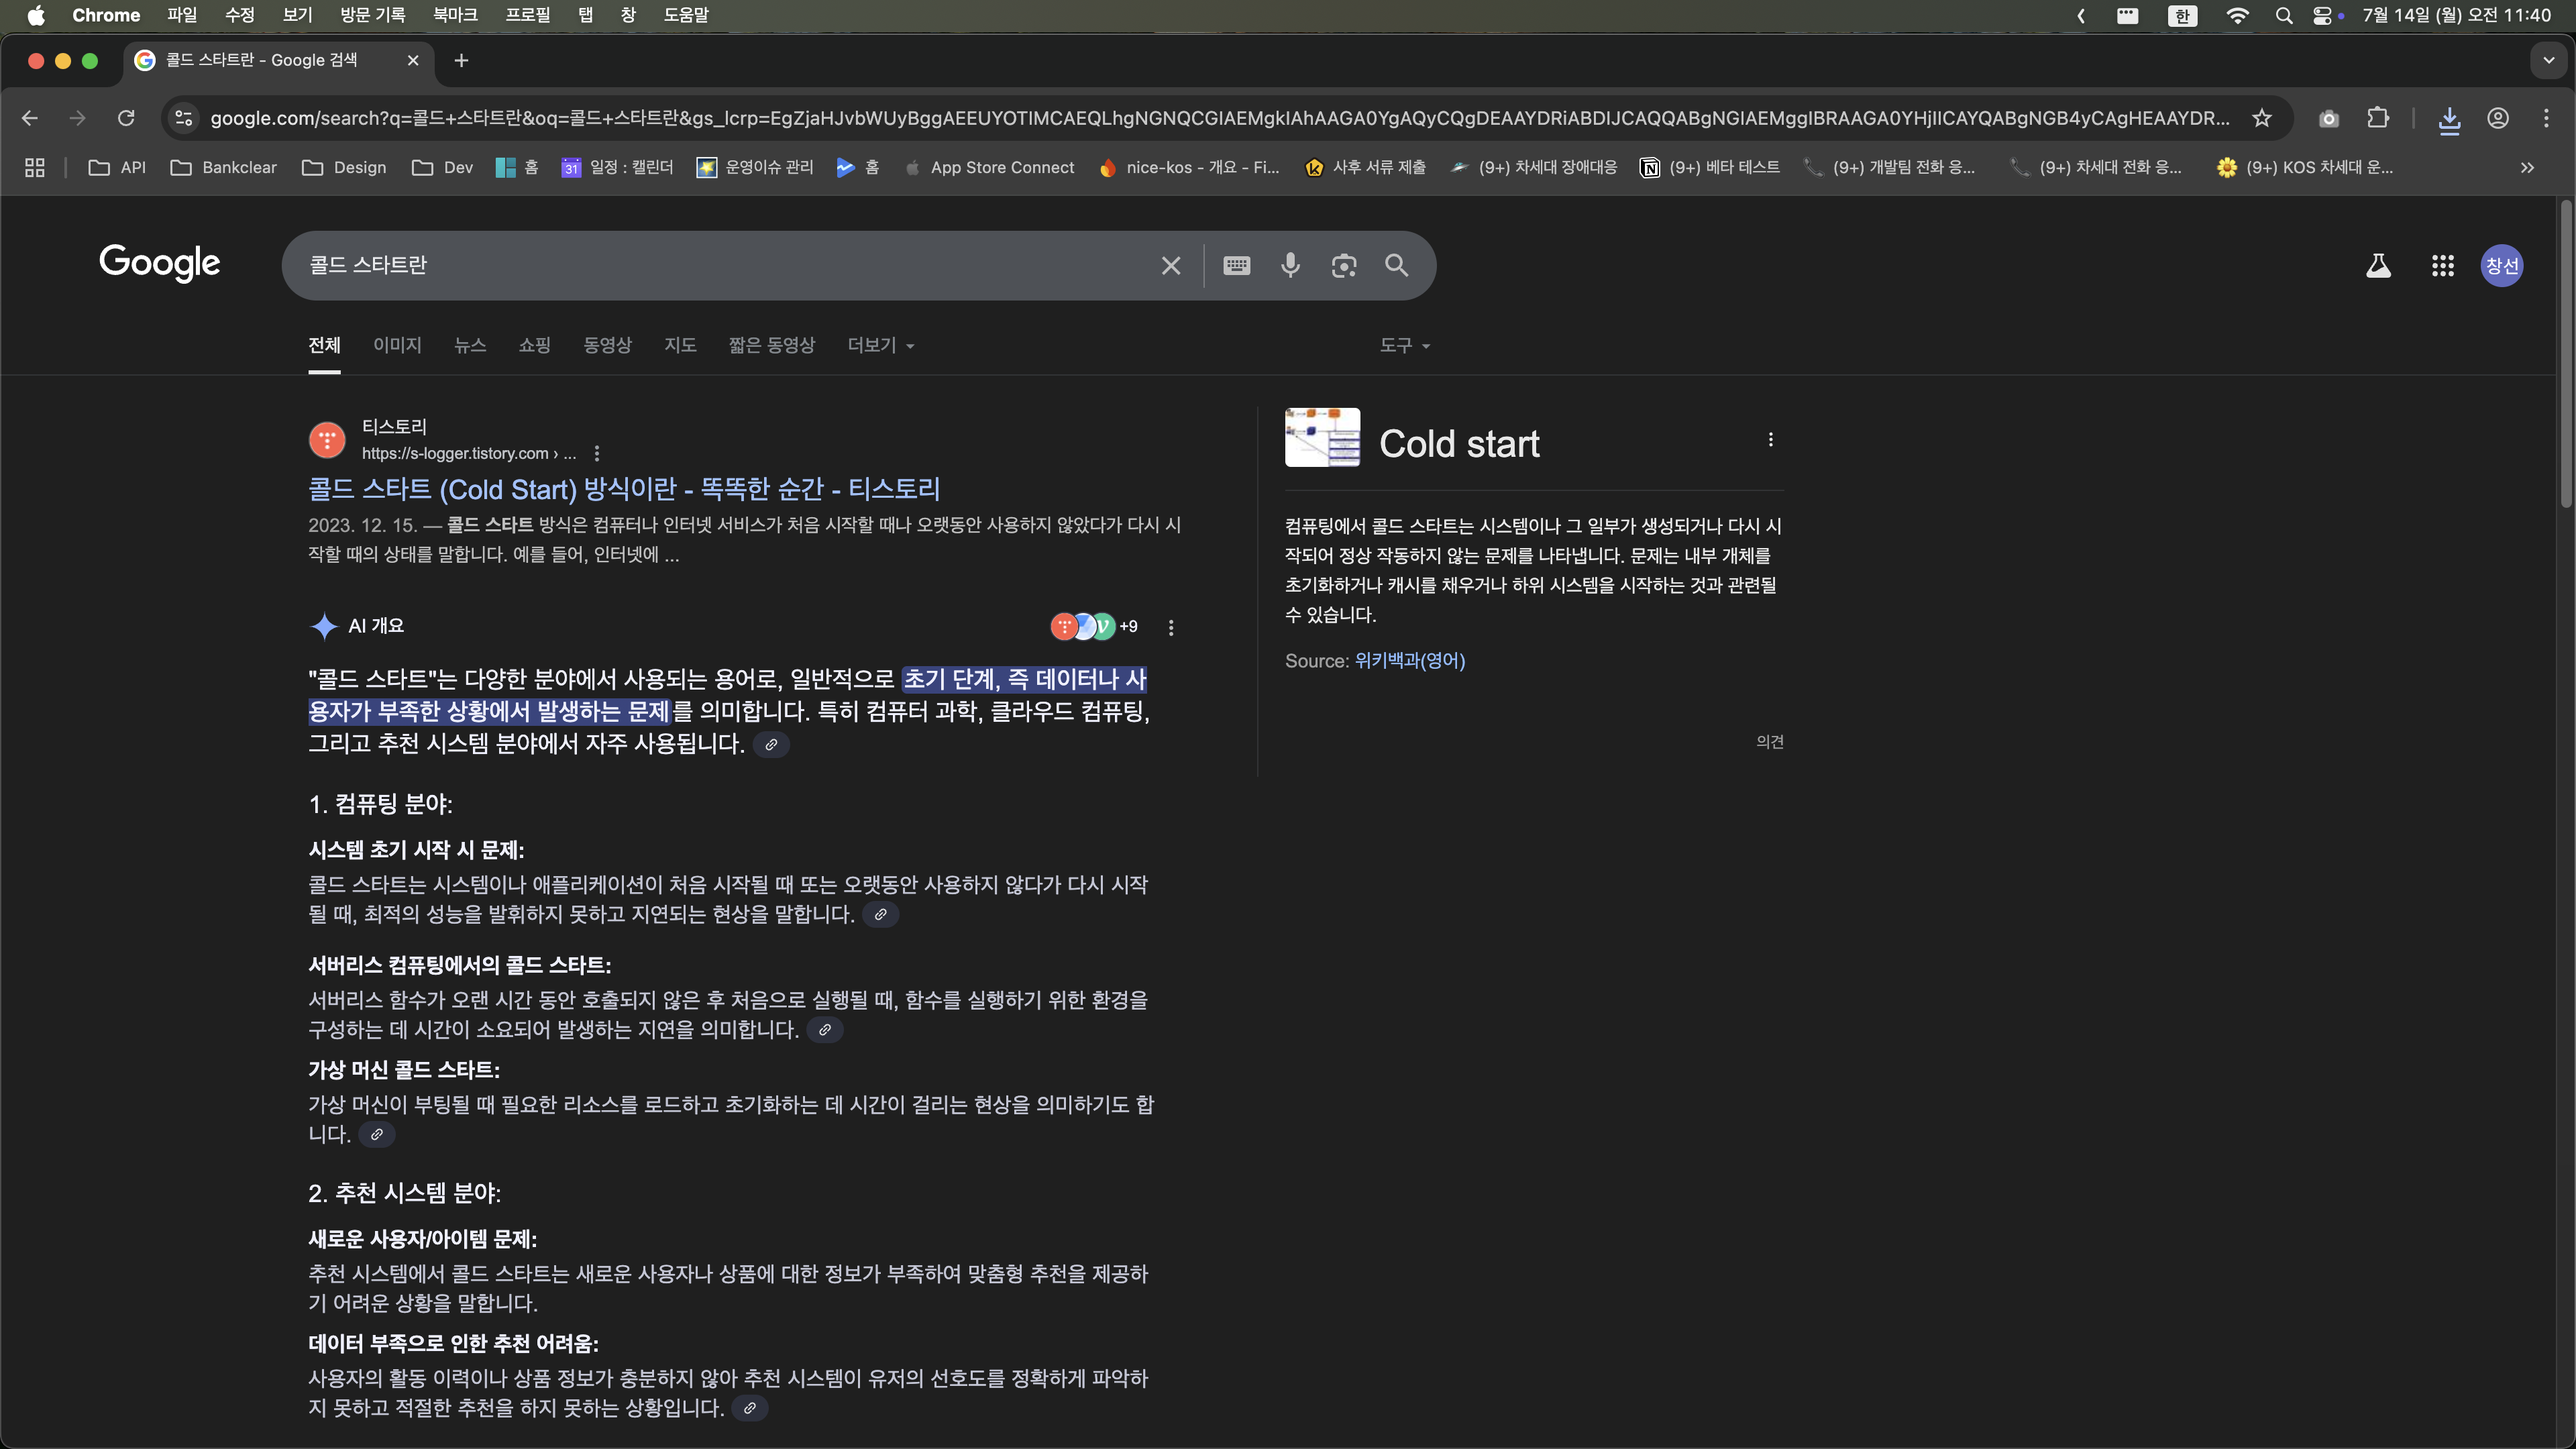 Chrome 파일 수정 보기 방문 기록 북마크 프로필 탭 창 도움말 한 7월 14일 (월) 오전 11:40
콜드 스타트란 - Google 검색
google.com/search?q=콜드+스타트란&oq=콜드+스타트란&gs_lcrp=EgZjaHJvbWUyBggAEEUYOTIMCAEQLhgNGNQCGIAEMgkIAhAAGA0YgAQyCQgDEAAYDRiABDIJCAQQABgNGIAEMggIBRAAGA0YHjIICAYQABgNGB4yCAgHEAAYDR...
API Bankclear Design Dev 홈 31 일정 : 캘린더 운영이슈 관리 홈 App Store Connect nice-kos - 개요 - Fi... 사후 서류 제출 (9+) 차세대 장애대응 (9+) 베타 테스트 (9+) 개발팀 전화 응... (9+) 차세대 전화 응... (9+) KOS 차세대 운...
Google
콜드 스타트란
창선
전체 이미지 뉴스 쇼핑 동영상 지도 짧은 동영상 더보기 도구
티스토리
https://s-logger.tistory.com › ...
콜드 스타트 (Cold Start) 방식이란 - 똑똑한 순간 - 티스토리
2023. 12. 15. — 콜드 스타트 방식은 컴퓨터나 인터넷 서비스가 처음 시작할 때나 오랫동안 사용하지 않았다가 다시 시
작할 때의 상태를 말합니다. 예를 들어, 인터넷에 ...
AI 개요
+9
"콜드 스타트"는 다양한 분야에서 사용되는 용어로, 일반적으로 초기 단계, 즉 데이터나 사
용자가 부족한 상황에서 발생하는 문제를 의미합니다. 특히 컴퓨터 과학, 클라우드 컴퓨팅,
그리고 추천 시스템 분야에서 자주 사용됩니다.
1. 컴퓨팅 분야:
시스템 초기 시작 시 문제:
콜드 스타트는 시스템이나 애플리케이션이 처음 시작될 때 또는 오랫동안 사용하지 않다가 다시 시작
될 때, 최적의 성능을 발휘하지 못하고 지연되는 현상을 말합니다.
서버리스 컴퓨팅에서의 콜드 스타트:
서버리스 함수가 오랜 시간 동안 호출되지 않은 후 처음으로 실행될 때, 함수를 실행하기 위한 환경을
구성하는 데 시간이 소요되어 발생하는 지연을 의미합니다.
가상 머신 콜드 스타트:
가상 머신이 부팅될 때 필요한 리소스를 로드하고 초기화하는 데 시간이 걸리는 현상을 의미하기도 합
니다.
2. 추천 시스템 분야:
새로운 사용자/아이템 문제:
추천 시스템에서 콜드 스타트는 새로운 사용자나 상품에 대한 정보가 부족하여 맞춤형 추천을 제공하
기 어려운 상황을 말합니다.
데이터 부족으로 인한 추천 어려움:
사용자의 활동 이력이나 상품 정보가 충분하지 않아 추천 시스템이 유저의 선호도를 정확하게 파악하
지 못하고 적절한 추천을 하지 못하는 상황입니다.
Cold start
컴퓨팅에서 콜드 스타트는 시스템이나 그 일부가 생성되거나 다시 시
작되어 정상 작동하지 않는 문제를 나타냅니다. 문제는 내부 개체를
초기화하거나 캐시를 채우거나 하위 시스템을 시작하는 것과 관련될
수 있습니다.
Source: 위키백과(영어)
의견